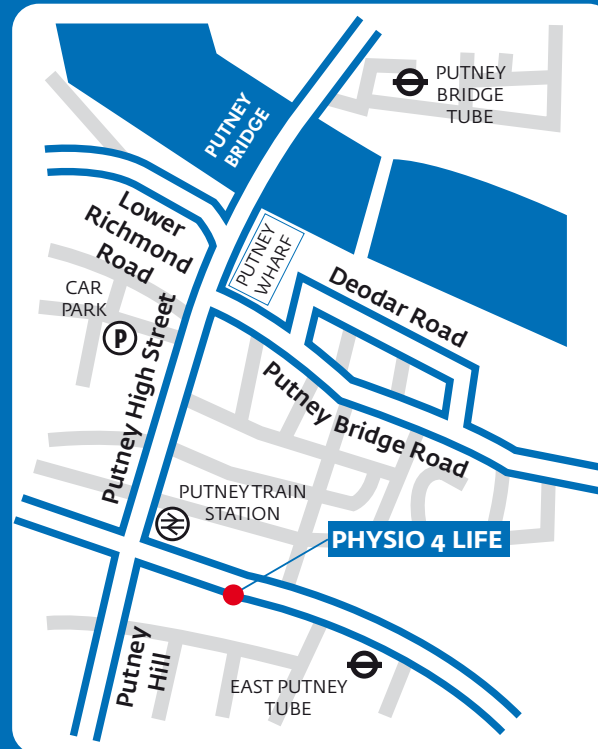 PUTNEY
BRIDGE
TUBE
PUTNEY
BRIDGE
Lower
Richmond
Road
PUTNEY
WHARF
Deodar Road
CAR
PARK
P
Putney High Street
Putney Bridge Road
PUTNEY TRAIN
STATION
PHYSIO 4 LIFE
Putney
Hill
EAST PUTNEY
TUBE